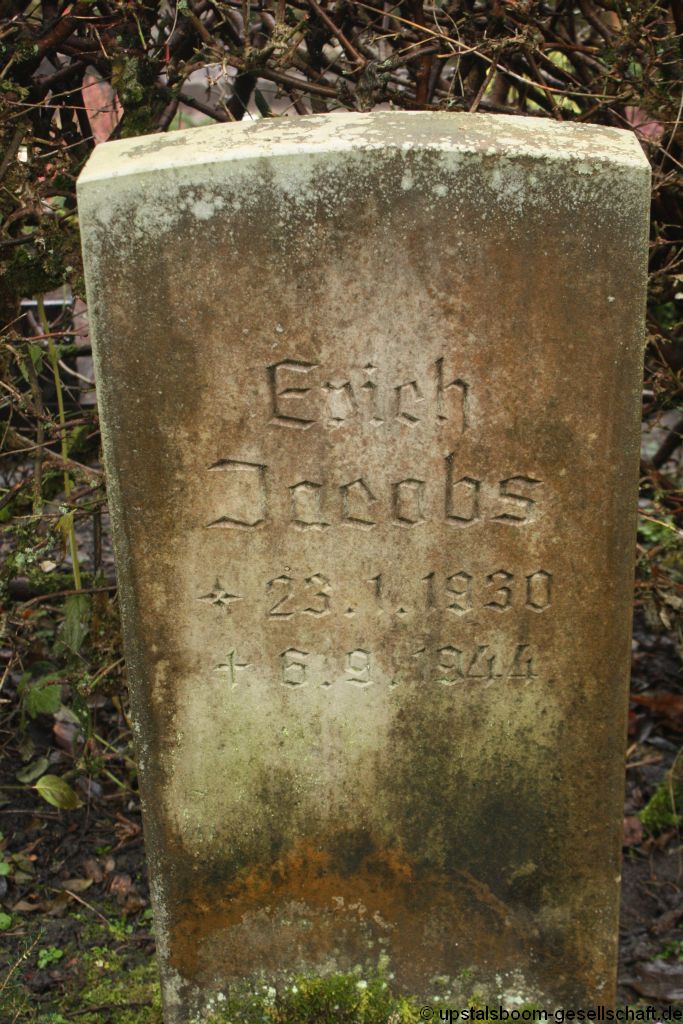 Erich
Jacobs
✦ 23.1.1930
✝ 6.9.1944
© upstalsboom-gesellschaft.de